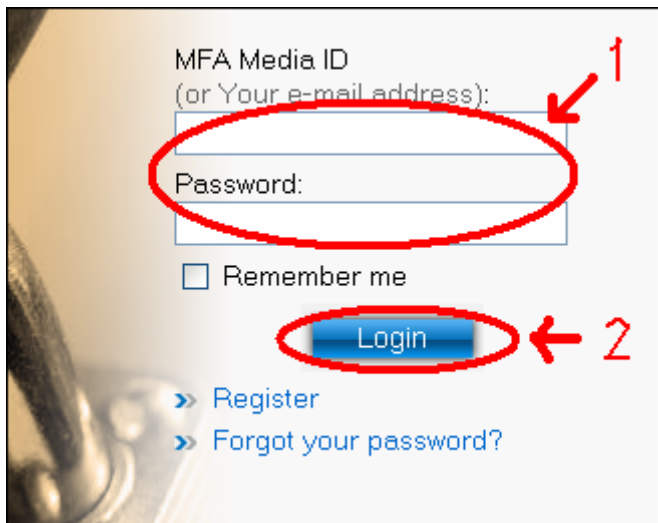 MFA Media ID
(or Your e-mail address):
1
Password:
Remember me
Login
2
Register
Forgot your password?